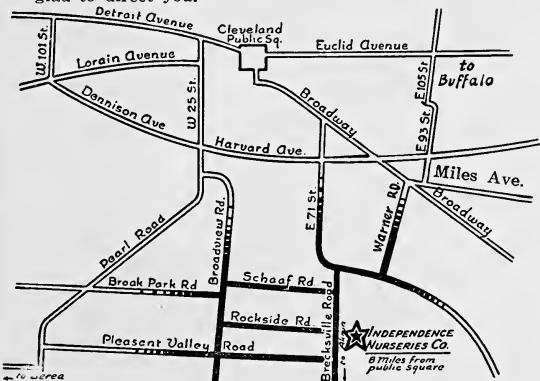 glad to direct you.
Detroit Avenue
Cleveland
Public Sq.
Euclid Avenue
to
Buffalo
W 101 St.
Lorain Avenue
Dennison Ave
W 25 St.
Broadway
E 105 St.
E 93 St.
Harvard Ave.
Miles Ave.
Broadway
Pearl Road
Broadview Rd.
E 71 St.
Warner RD.
Brook Park Rd
Schaaf Rd.
Rockside Rd.
Pleasant Valley Road
Brecksville Road
to
INDEPENDENCE
NURSERIES CO.
8 Miles from
public square
to Berea